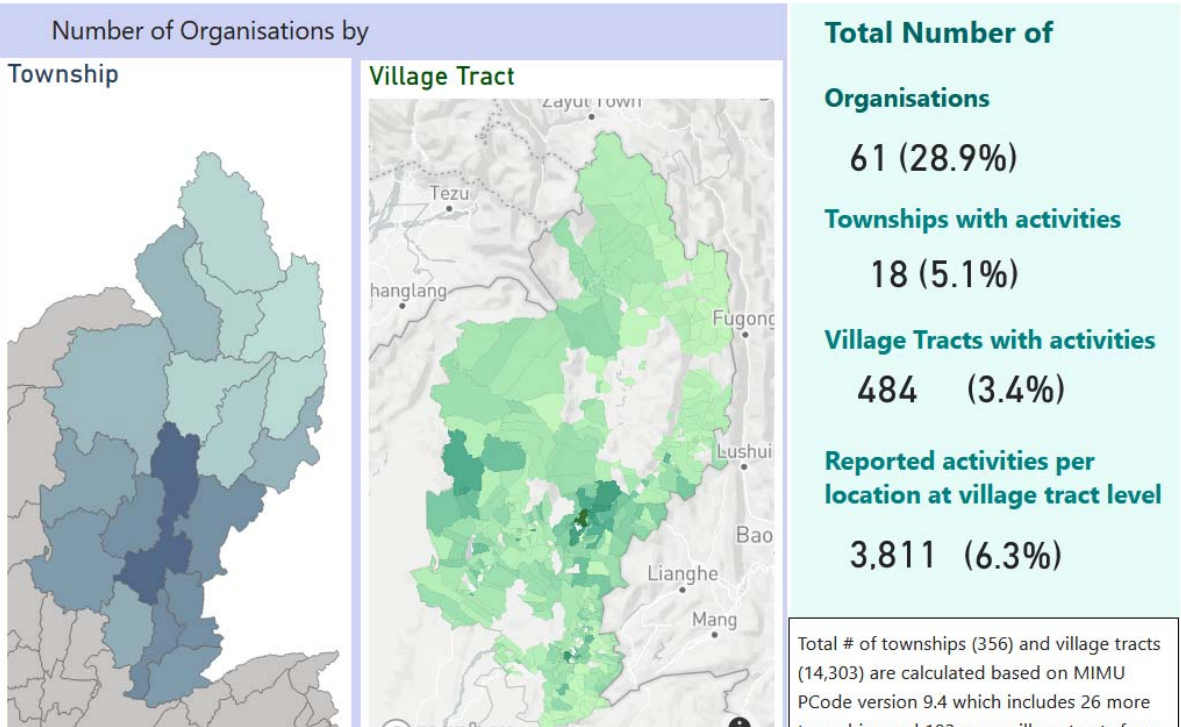 Number of Organisations by
Township
Village Tract
Zayul Town
Tezu
hanglang
Fugong
Lushui
Bao
Lianghe
Mang
Total Number of
Organisations
61 (28.9%)
Townships with activities
18 (5.1%)
Village Tracts with activities
484 (3.4%)
Reported activities per
location at village tract level
3,811 (6.3%)
Total # of townships (356) and village tracts
(14,303) are calculated based on MIMU
PCode version 9.4 which includes 26 more